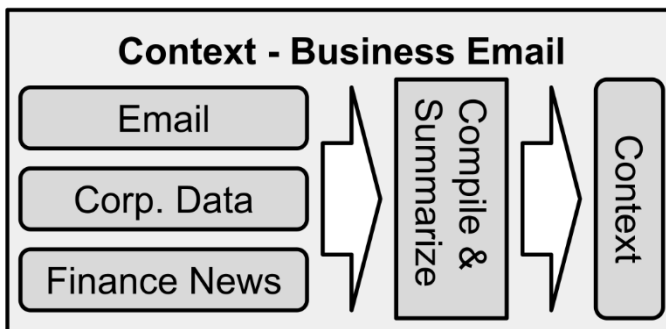 Context - Business Email
Email
Corp. Data
Finance News
Compile &
Summarize
Context